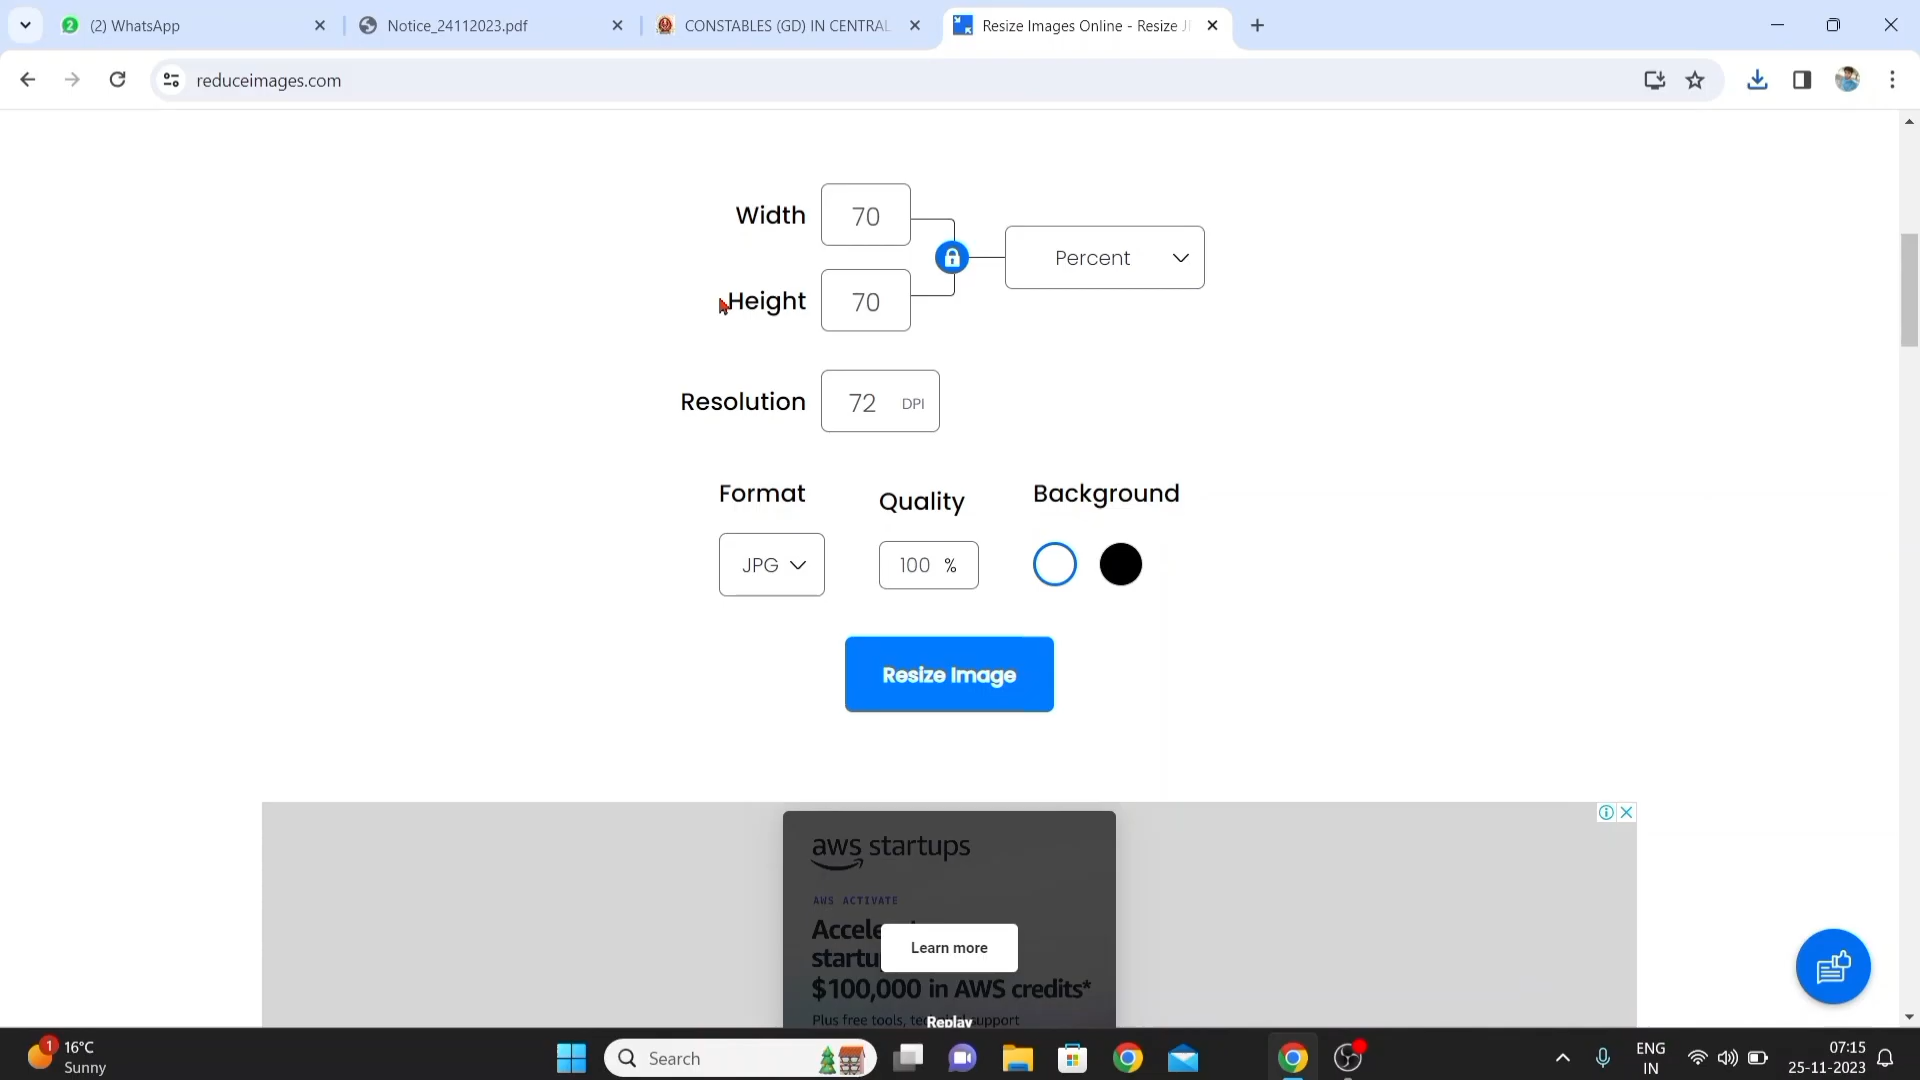 (2) WhatsApp
Notice_24112023.pdf
CONSTABLES (GD) IN CENTRAL
Resize Images Online - Resize J
reduceimages.com
Width 70
Percent
Height 70
Resolution 72 DPI
Format Quality Background
JPG 100 %
Resize Image
aws startups
AWS ACTIVATE
Learn more
$100,000 in AWS credits*
Plus free tools, support
Replay
1 16°C
Sunny
Search
ENG
IN
07:15
25-11-2023